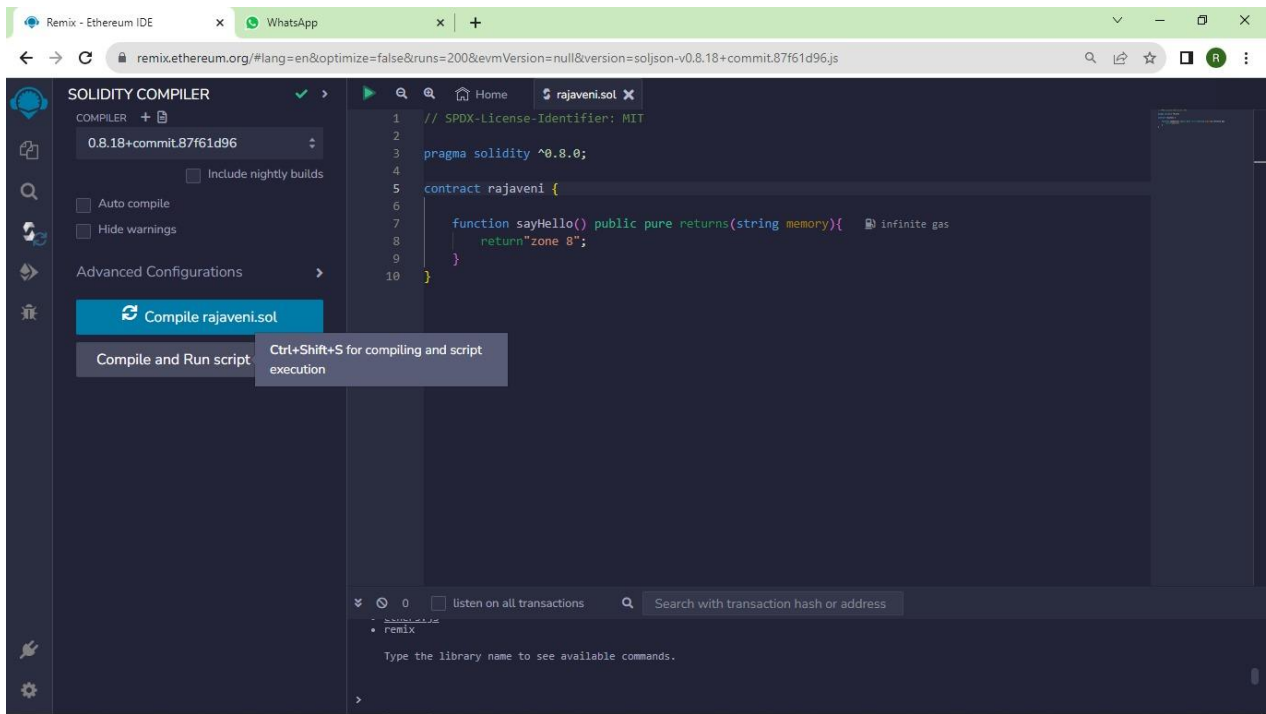 Remix - Ethereum IDE
WhatsApp
remix.ethereum.org/#lang=en&optimize=false&runs=200&evmVersion=null&version=soljson-v0.8.18+commit.87f61d96.js
R
SOLIDITY COMPILER
COMPILER
0.8.18+commit.87f61d96
Include nightly builds
Auto compile
Hide warnings
Advanced Configurations
Compile rajaveni.sol
Compile and Run script
Ctrl+Shift+S for compiling and script
execution
Home
rajaveni.sol
1 // SPDX-License-Identifier: MIT
2
3 pragma solidity ^0.8.0;
4
5 contract rajaveni {
6
7 function sayHello() public pure returns(string memory){ infinite gas
8 return"zone 8";
9 }
10 }
0 listen on all transactions Search with transaction hash or address
• ethers.js
• remix
Type the library name to see available commands.
>